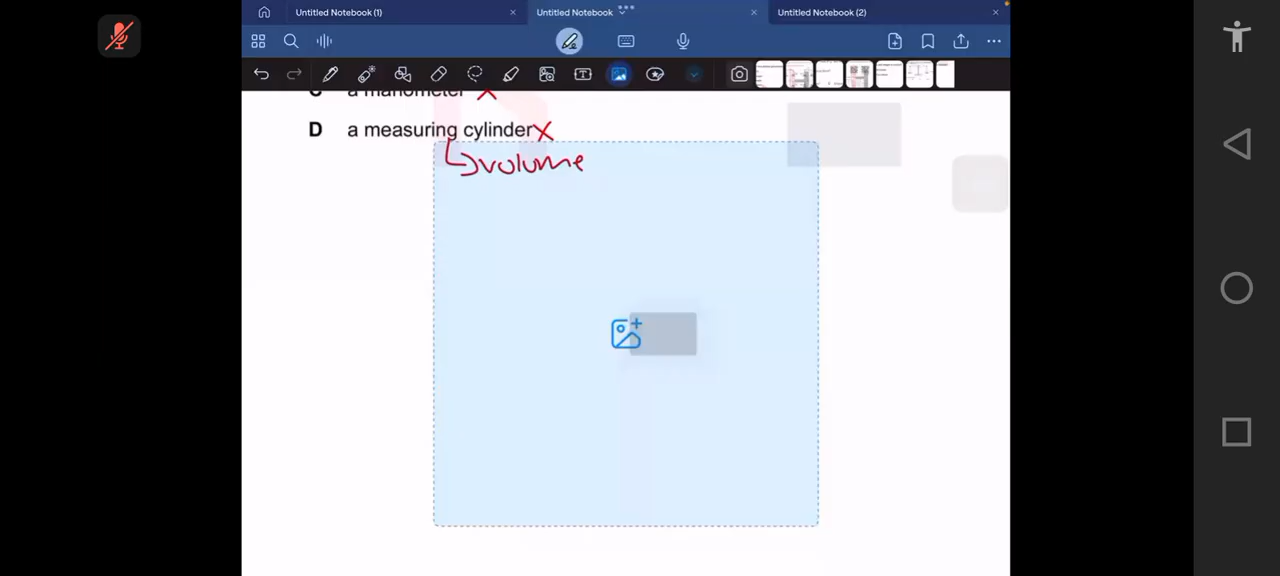 Untitled Notebook (1)
Untitled Notebook
Untitled Notebook (2)
C a manometer X
D a measuring cylinder X
volume